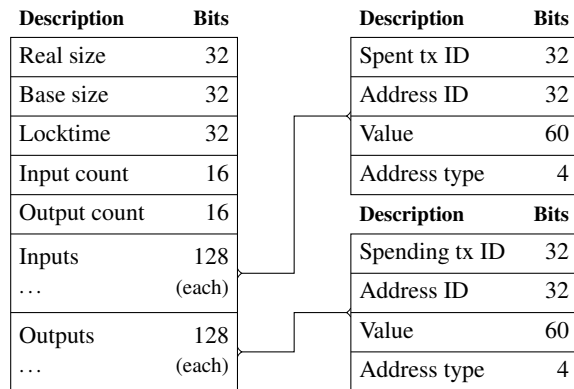 Description Bits
Real size 32
Base size 32
Locktime 32
Input count 16
Output count 16
Inputs 128
... (each)
Outputs 128
... (each)
Description Bits
Spent tx ID 32
Address ID 32
Value 60
Address type 4
Description Bits
Spending tx ID 32
Address ID 32
Value 60
Address type 4